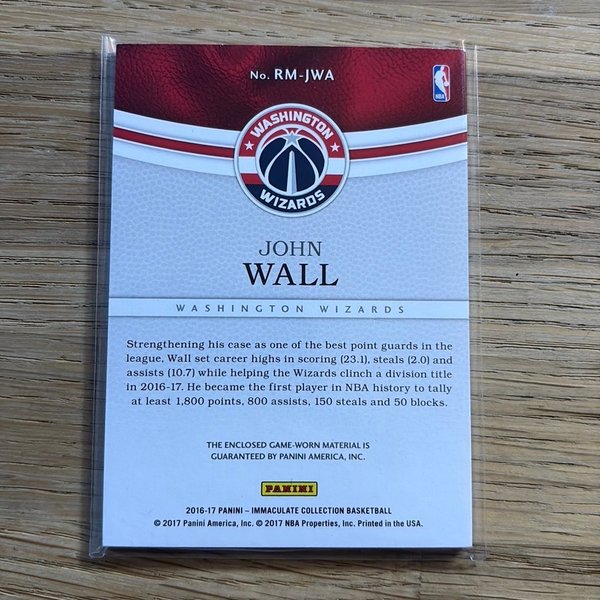 No. RM-JWA
NBA
WASHINGTON
WIZARDS
JOHN
WALL
WASHINGTON WIZARDS
Strengthening his case as one of the best point guards in the
league, Wall set career highs in scoring (23.1), steals (2.0) and
assists (10.7) while helping the Wizards clinch a division title
in 2016-17. He became the first player in NBA history to tally
at least 1,800 points, 800 assists, 150 steals and 50 blocks.
THE ENCLOSED GAME-WORN MATERIAL IS
GUARANTEED BY PANINI AMERICA, INC.
PANINI
2016-17 PANINI – IMMACULATE COLLECTION BASKETBALL
© 2017 Panini America, Inc. © 2017 NBA Properties, Inc. Printed in the USA.